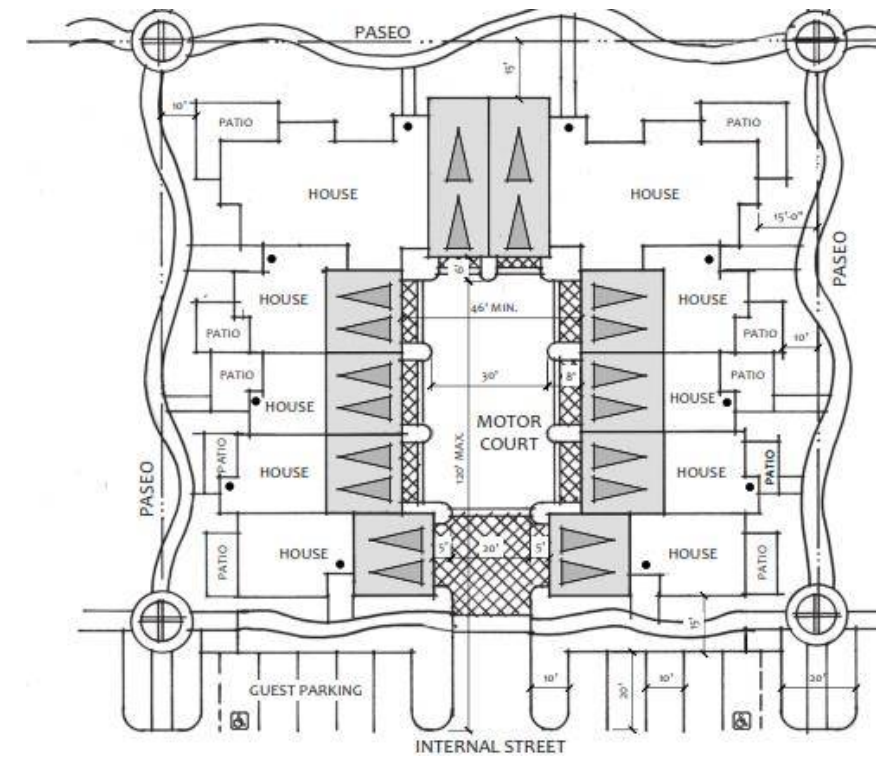 PASEO
15'
10'
PATIO
PATIO
HOUSE
HOUSE
15'-0"
PASEO
6'
HOUSE
HOUSE
46' MIN.
PATIO
PATIO
10'
PATIO
PATIO
30'
8'
HOUSE
HOUSE
MOTOR
COURT
120' MAX.
PATIO
PATIO
HOUSE
HOUSE
PASEO
5'
20'
5'
HOUSE
HOUSE
PATIO
PATIO
15'
GUEST PARKING
10'
20'
10'
20'
INTERNAL STREET